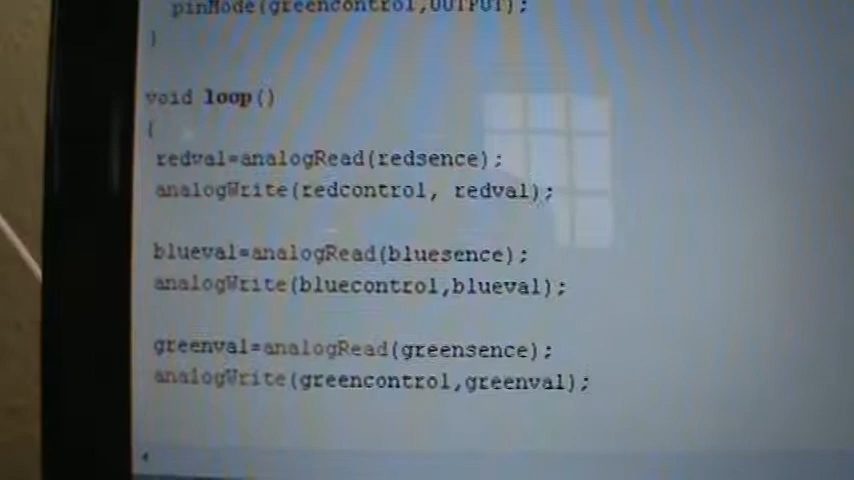 pinMode(greencontrol,OUTPUT);
}
void loop()
{
redval=analogRead(redsence);
analogWrite(redcontrol, redval);
blueval=analogRead(bluesence);
analogWrite(bluecontrol,blueval);
greenval=analogRead(greensence);
analogWrite(greencontrol,greenval);